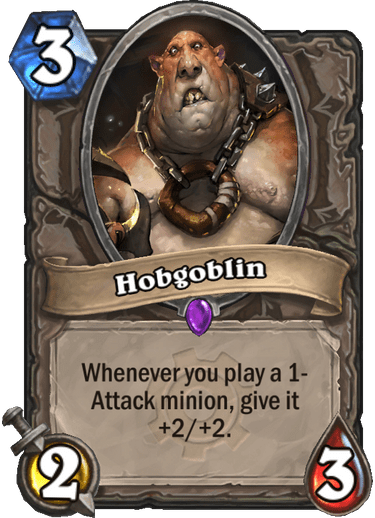 3
Hobgoblin
Whenever you play a 1-
Attack minion, give it
+2/+2.
2
3